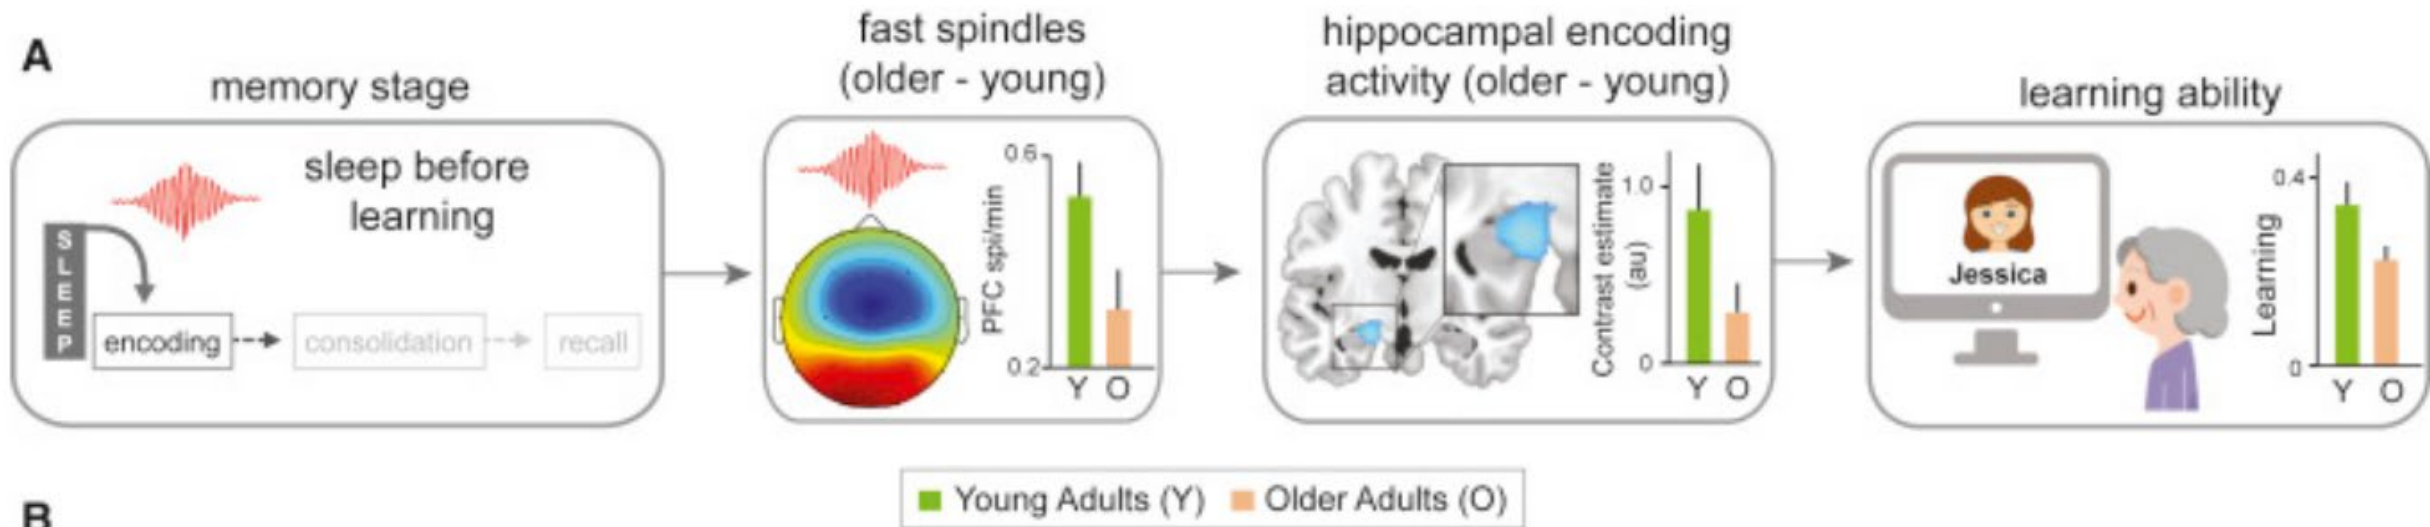 A
memory stage
sleep before
learning
SLEEP
encoding
consolidation
recall
fast spindles
(older - young)
PFC spi/min
0.6
0.2
Y O
hippocampal encoding
activity (older - young)
Contrast estimate
(au)
1.0
0
Y O
learning ability
Jessica
Learning
0.4
0
Y O
Young Adults (Y)
Older Adults (O)
B